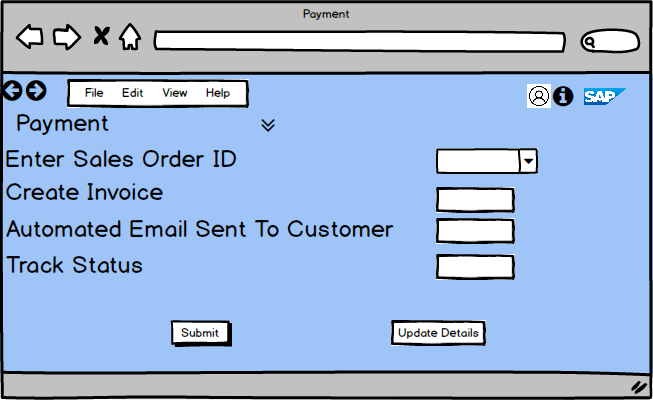 Payment
File Edit View Help
SAP
Payment
Enter Sales Order ID
Create Invoice
Automated Email Sent To Customer
Track Status
Submit Update Details